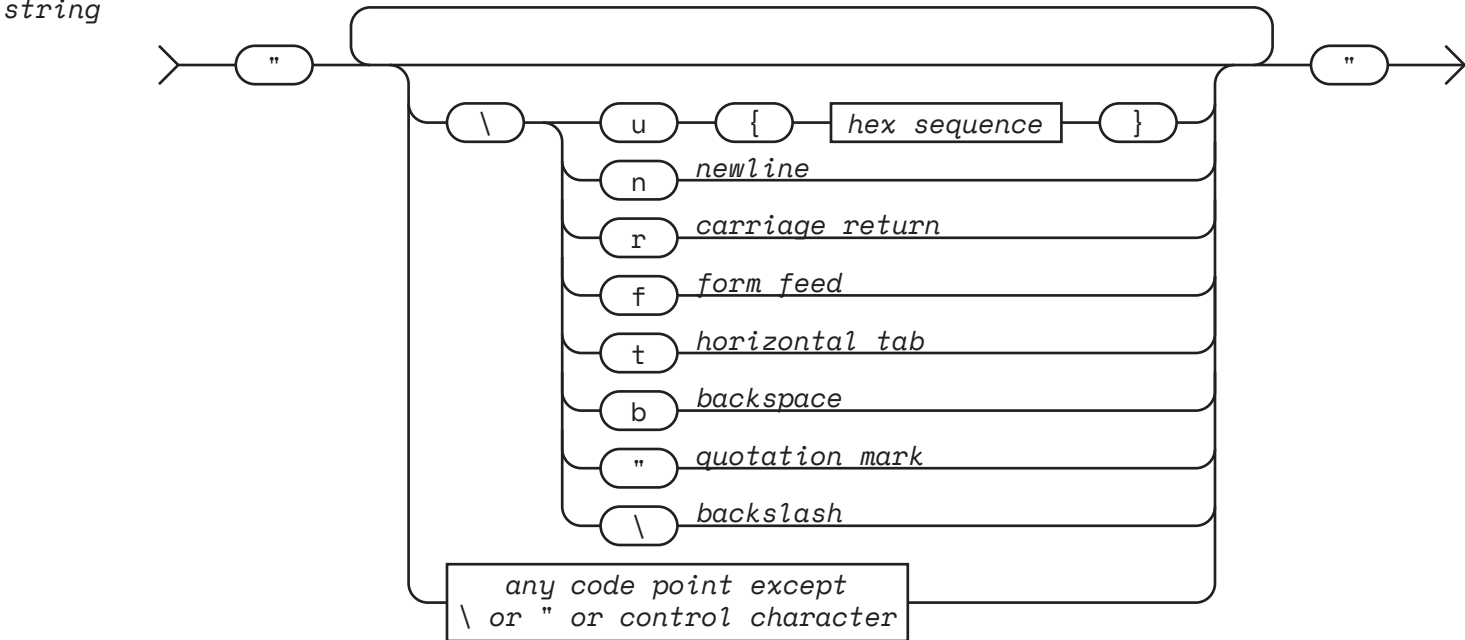 string
" "
\ u { hex sequence }
n newline
r carriage return
f form feed
t horizontal tab
b backspace
" quotation mark
\ backslash
any code point except
\ or " or control character